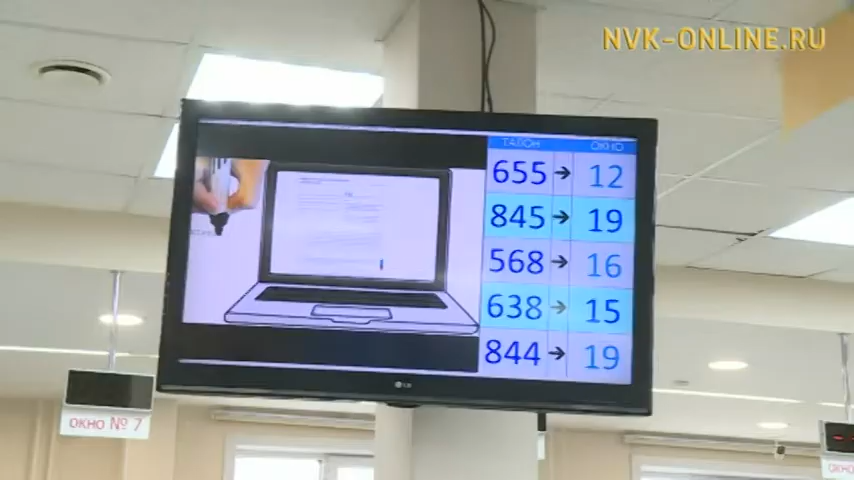 NVK-ONLINE.RU
ТАЛОН ОКНО
655 → 12
845 → 19
568 → 16
638 → 15
844 → 19
LG
ОКНО № 7
ОКНО